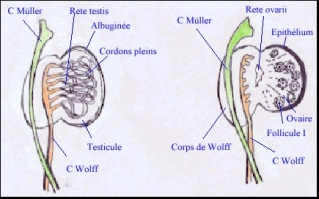 C Müller
Rete testis
Albuginée
Cordons pleins
Testicule
C Wolff
Rete ovarii
C Müller
Epithélium
Ovaire
Follicule I
Corps de Wolff
C Wolff